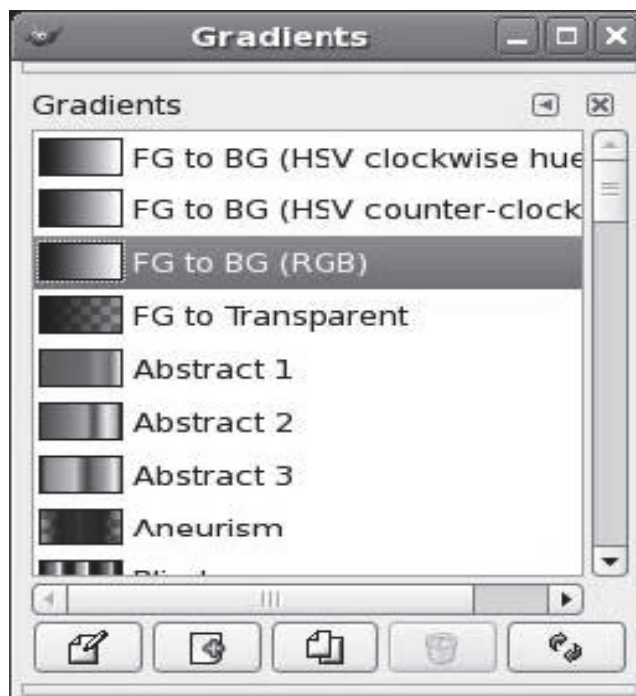 Gradients
Gradients
FG to BG (HSV clockwise hue
FG to BG (HSV counter-clock
FG to BG (RGB)
FG to Transparent
Abstract 1
Abstract 2
Abstract 3
Aneurism